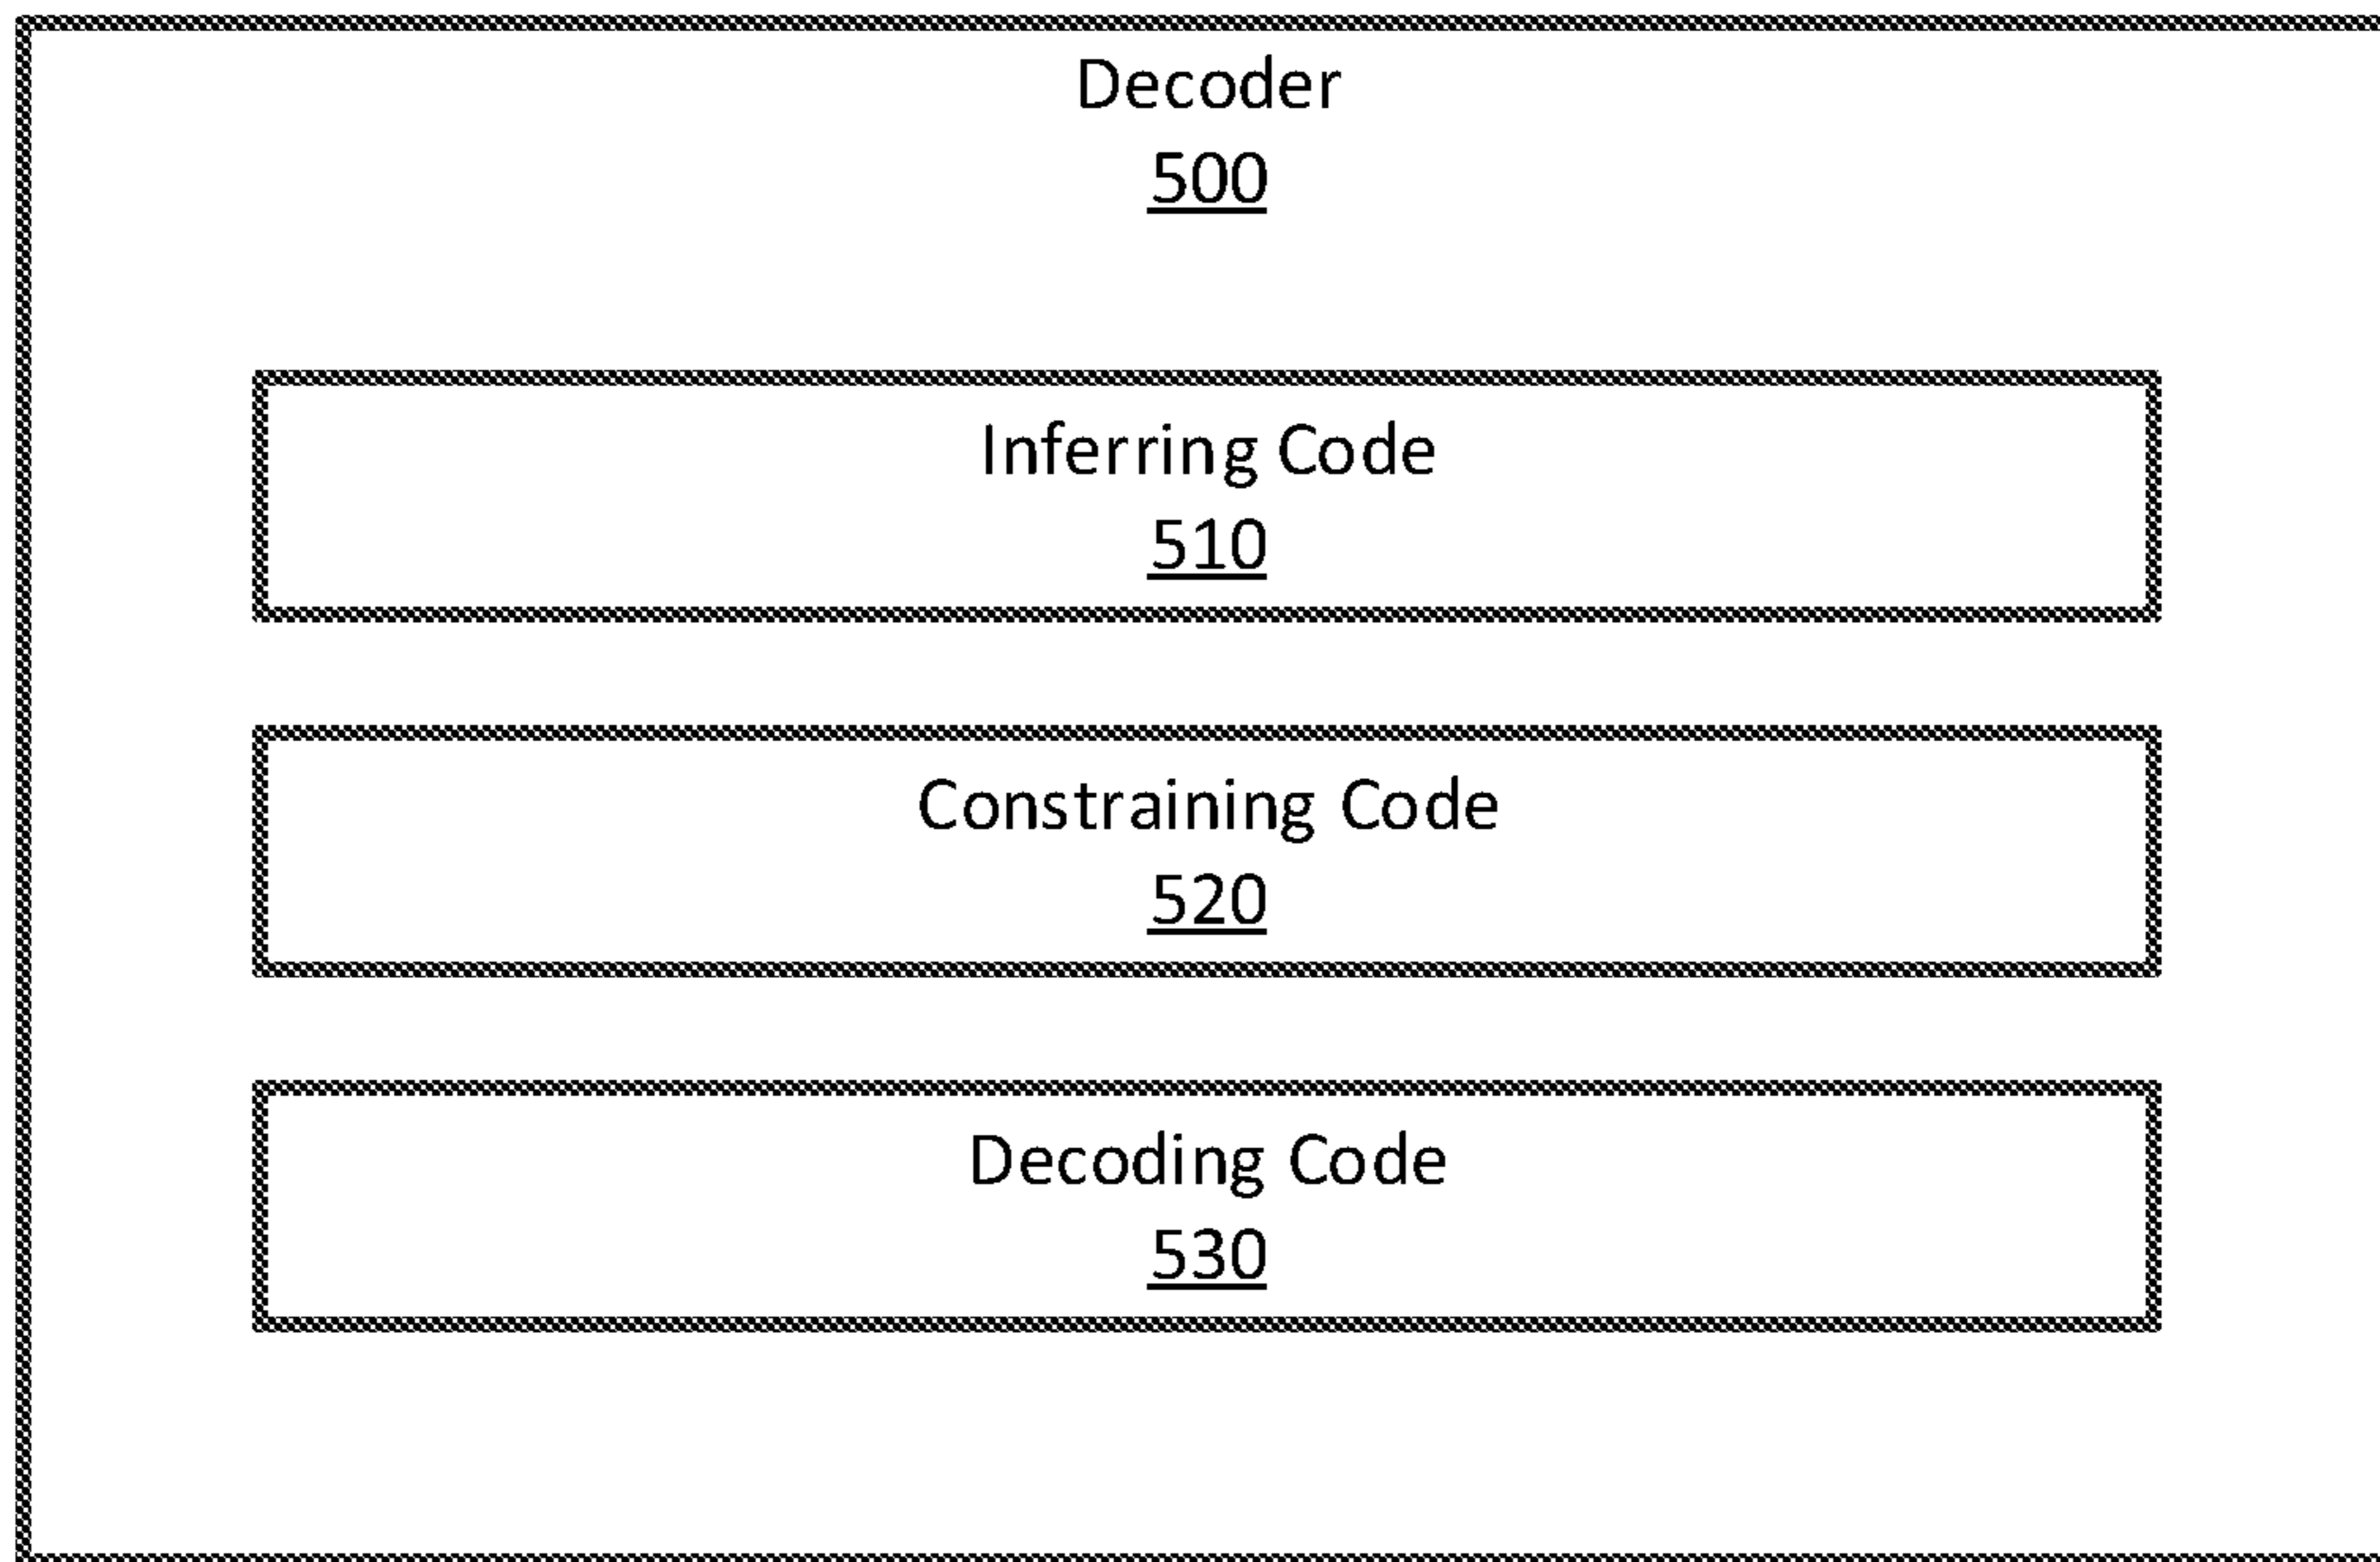 Decoder
500
Inferring Code
510
Constraining Code
520
Decoding Code
530